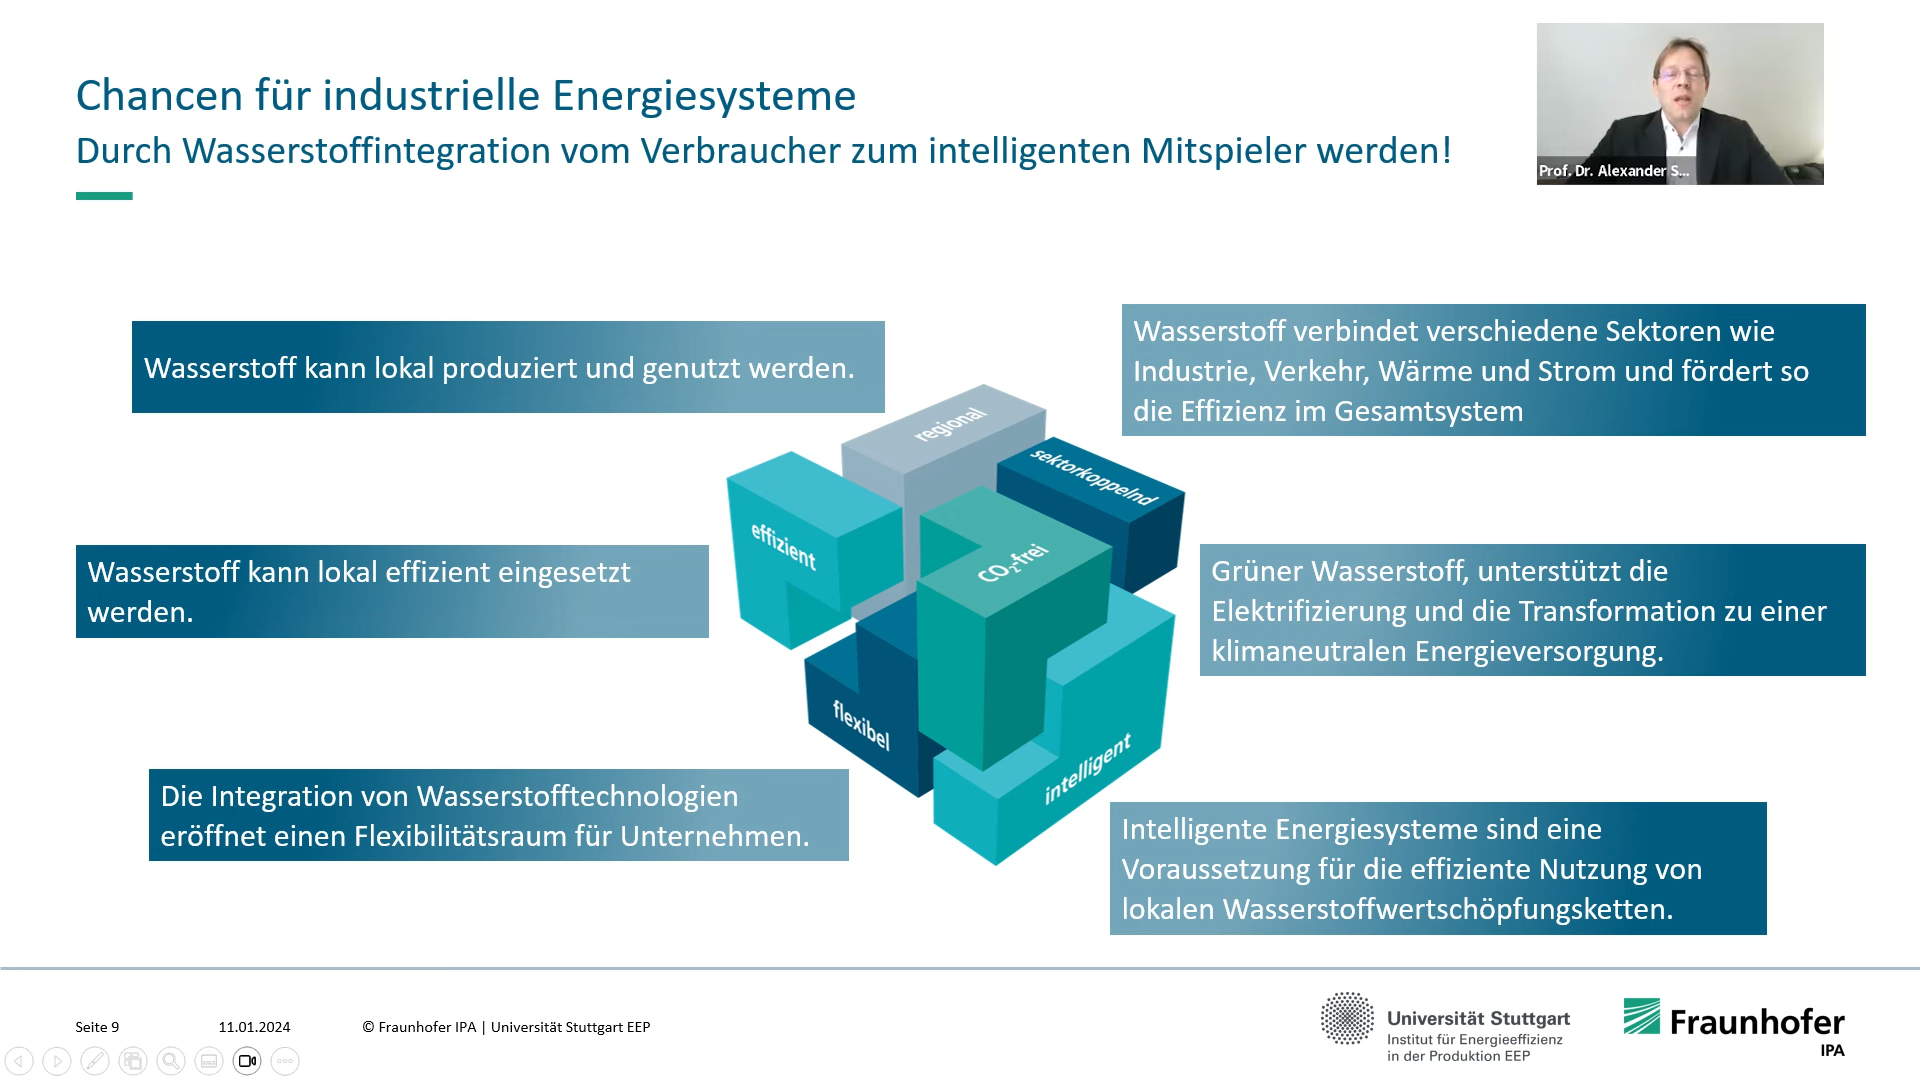 Chancen für industrielle Energiesysteme
Durch Wasserstoffintegration vom Verbraucher zum intelligenten Mitspieler werden!
Prof. Dr. Alexander S...
Wasserstoff kann lokal produziert und genutzt werden.
Wasserstoff verbindet verschiedene Sektoren wie
Industrie, Verkehr, Wärme und Strom und fördert so
die Effizienz im Gesamtsystem
regional
sektorkoppelnd
effizient
CO₂-frei
flexibel
intelligent
Wasserstoff kann lokal effizient eingesetzt
werden.
Grüner Wasserstoff, unterstützt die
Elektrifizierung und die Transformation zu einer
klimaneutralen Energieversorgung.
Die Integration von Wasserstofftechnologien
eröffnet einen Flexibilitätsraum für Unternehmen.
Intelligente Energiesysteme sind eine
Voraussetzung für die effiziente Nutzung von
lokalen Wasserstoffwertschöpfungsketten.
Seite 9
11.01.2024
© Fraunhofer IPA | Universität Stuttgart EEP
Universität Stuttgart
Institut für Energieeffizienz
in der Produktion EEP
Fraunhofer
IPA